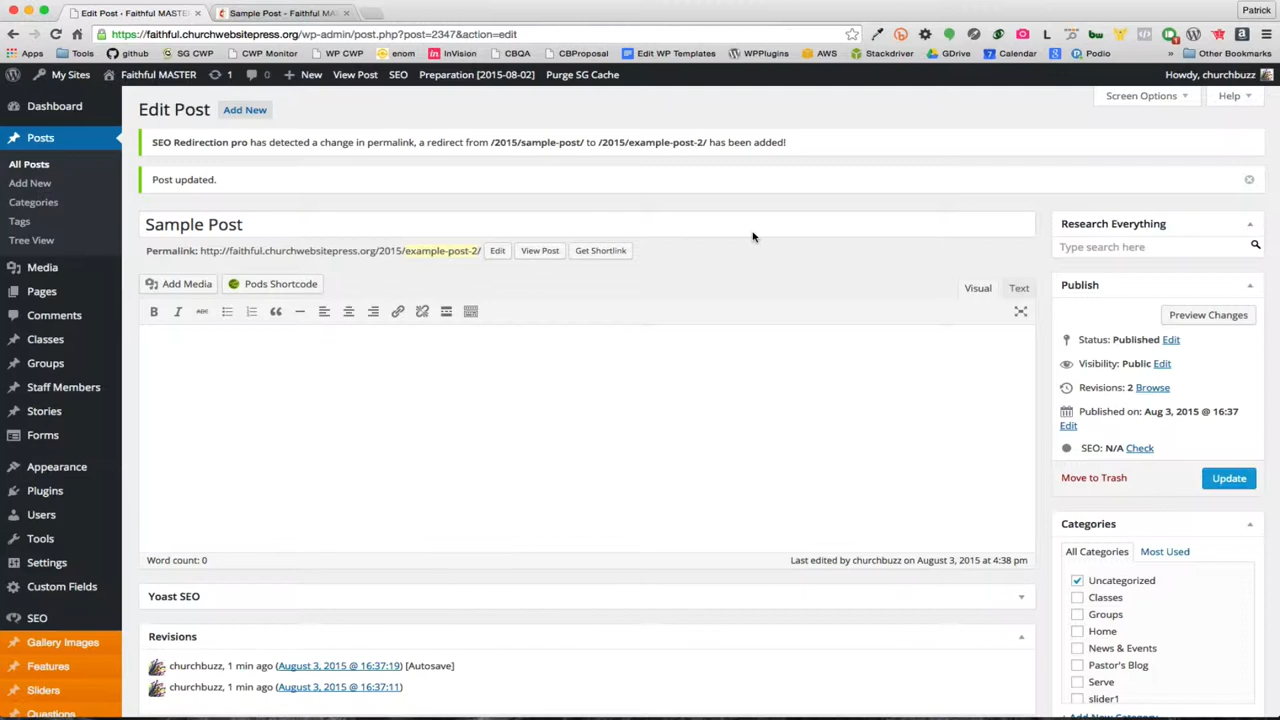 Edit Post ‹ Faithful MASTER
Sample Post - Faithful MA
Patrick
https://faithful.churchwebsitepress.org/wp-admin/post.php?post=2347&action=edit
Apps Tools github SG CWP CWP Monitor WP CWP enom InVision CBQA CBProposal Edit WP Templates WPPlugins AWS Stackdriver GDrive Calendar Podio Other Bookmarks
My Sites Faithful MASTER 1 0 New View Post SEO Preparation [2015-08-02] Purge SG Cache Howdy, churchbuzz
Dashboard
Posts
All Posts
Add New
Categories
Tags
Tree View
Media
Pages
Comments
Classes
Groups
Staff Members
Stories
Forms
Appearance
Plugins
Users
Tools
Settings
Custom Fields
SEO
Gallery Images
Features
Sliders
Questions
Screen Options Help
Edit Post Add New
SEO Redirection pro has detected a change in permalink, a redirect from /2015/sample-post/ to /2015/example-post-2/ has been added!
Post updated.
Sample Post
Permalink: http://faithful.churchwebsitepress.org/2015/example-post-2/ Edit View Post Get Shortlink
Add Media Pods Shortcode
Visual Text
B I ABC
Word count: 0 Last edited by churchbuzz on August 3, 2015 at 4:38 pm
Yoast SEO
Revisions
churchbuzz, 1 min ago (August 3, 2015 @ 16:37:19) [Autosave]
churchbuzz, 1 min ago (August 3, 2015 @ 16:37:11)
Research Everything
Type search here
Publish
Preview Changes
Status: Published Edit
Visibility: Public Edit
Revisions: 2 Browse
Published on: Aug 3, 2015 @ 16:37
Edit
SEO: N/A Check
Move to Trash Update
Categories
All Categories Most Used
Uncategorized
Classes
Groups
Home
News & Events
Pastor's Blog
Serve
slider1
+ Add New Category